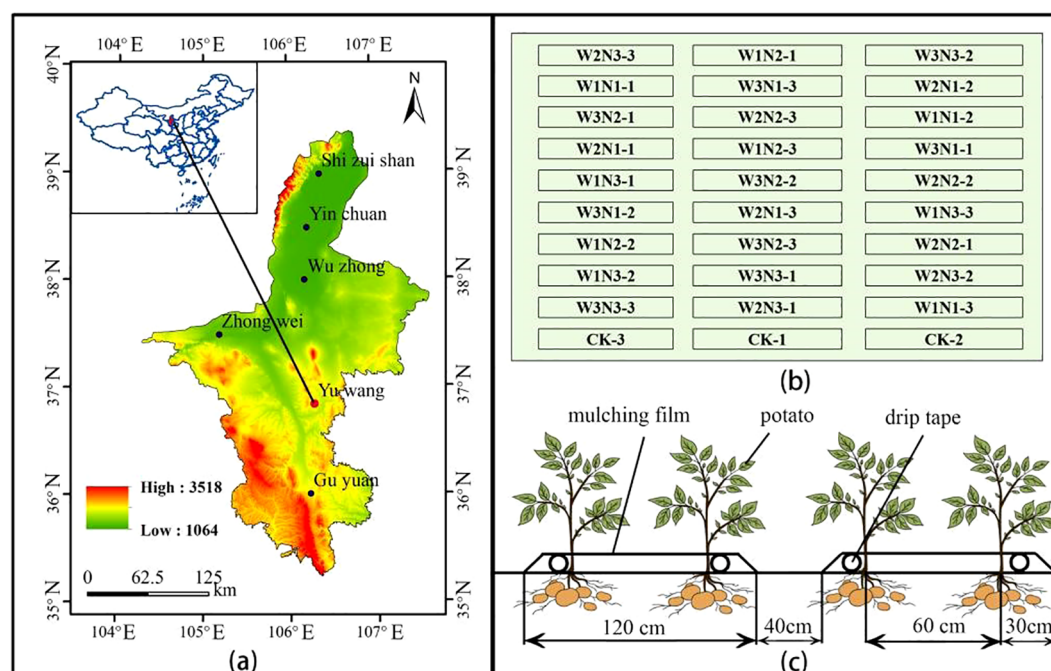 104°E 105°E 106°E 107°E
40°N
39°N
38°N
37°N
36°N
35°N
N
Shi zui shan
Yin chuan
Wu zhong
Zhong wei
Yu wang
Gu yuan
High : 3518
Low : 1064
0 62.5 125
km
39°N
38°N
37°N
36°N
35°N
104°E 105°E 106°E 107°E
(a)
W2N3-3 W1N2-1 W3N3-2
W1N1-1 W3N1-3 W2N1-2
W3N2-1 W2N2-3 W1N1-2
W2N1-1 W1N2-3 W3N1-1
W1N3-1 W3N2-2 W2N2-2
W3N1-2 W2N1-3 W1N3-3
W1N2-2 W3N2-3 W2N2-1
W1N3-2 W3N3-1 W2N3-2
W3N3-3 W2N3-1 W1N1-3
CK-3 CK-1 CK-2
(b)
mulching film potato drip tape
120 cm 40cm 60 cm 30cm
(c)